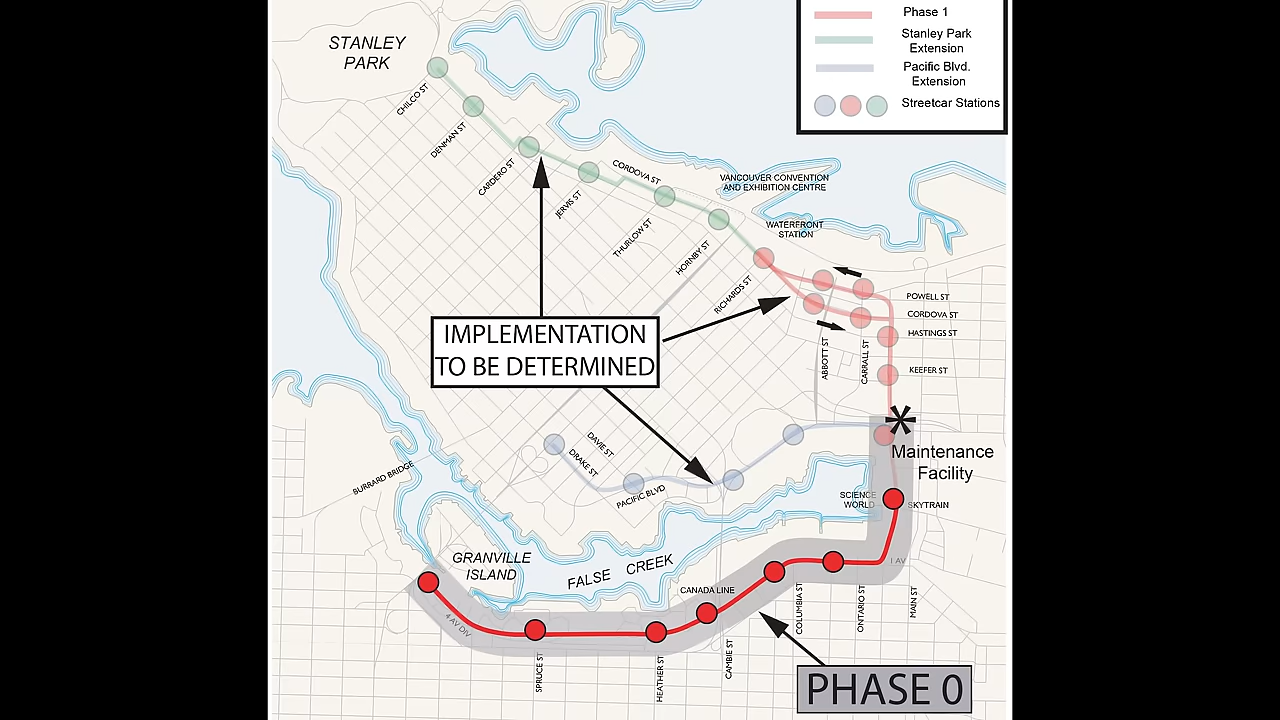 Phase 1
Stanley Park
Extension
Pacific Blvd.
Extension
Streetcar Stations
STANLEY
PARK
CHILCO ST
DENMAN ST
CARDERO ST
JERVIS ST
CORDOVA ST
THURLOW ST
HORNBY ST
RICHARDS ST
VANCOUVER CONVENTION
AND EXHIBITION CENTRE
WATERFRONT
STATION
POWELL ST
CORDOVA ST
HASTINGS ST
ABBOTT ST
CARRALL ST
KEEFER ST
IMPLEMENTATION
TO BE DETERMINED
Maintenance
Facility
DAVIE ST
DRAKE ST
PACIFIC BLVD
BURRARD BRIDGE
SCIENCE
WORLD
SKYTRAIN
GRANVILLE
ISLAND
FALSE CREEK
1 AV
CANADA LINE
4 AV DIV
SPRUCE ST
HEATHER ST
CAMBIE ST
COLUMBIA ST
ONTARIO ST
MAIN ST
PHASE 0